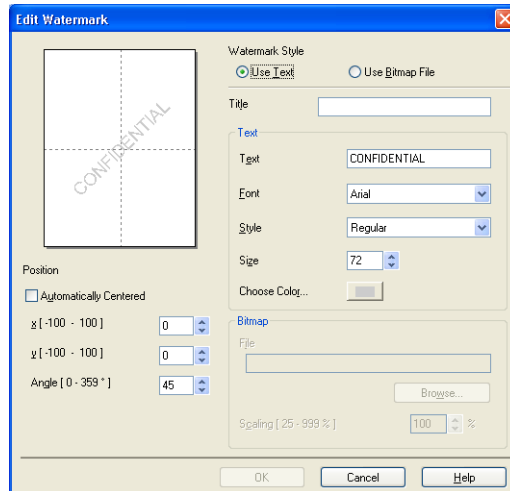 Edit Watermark
CONFIDENTIAL
Position
Automatically Centered
x [ -100 - 100 ] 0
y [ -100 - 100 ] 0
Angle [ 0 - 359 ° ] 45
Watermark Style
Use Text Use Bitmap File
Title
Text
Text CONFIDENTIAL
Font Arial
Style Regular
Size 72
Choose Color...
Bitmap
File
Browse...
Scaling [ 25 - 999 % ] 100 %
OK Cancel Help